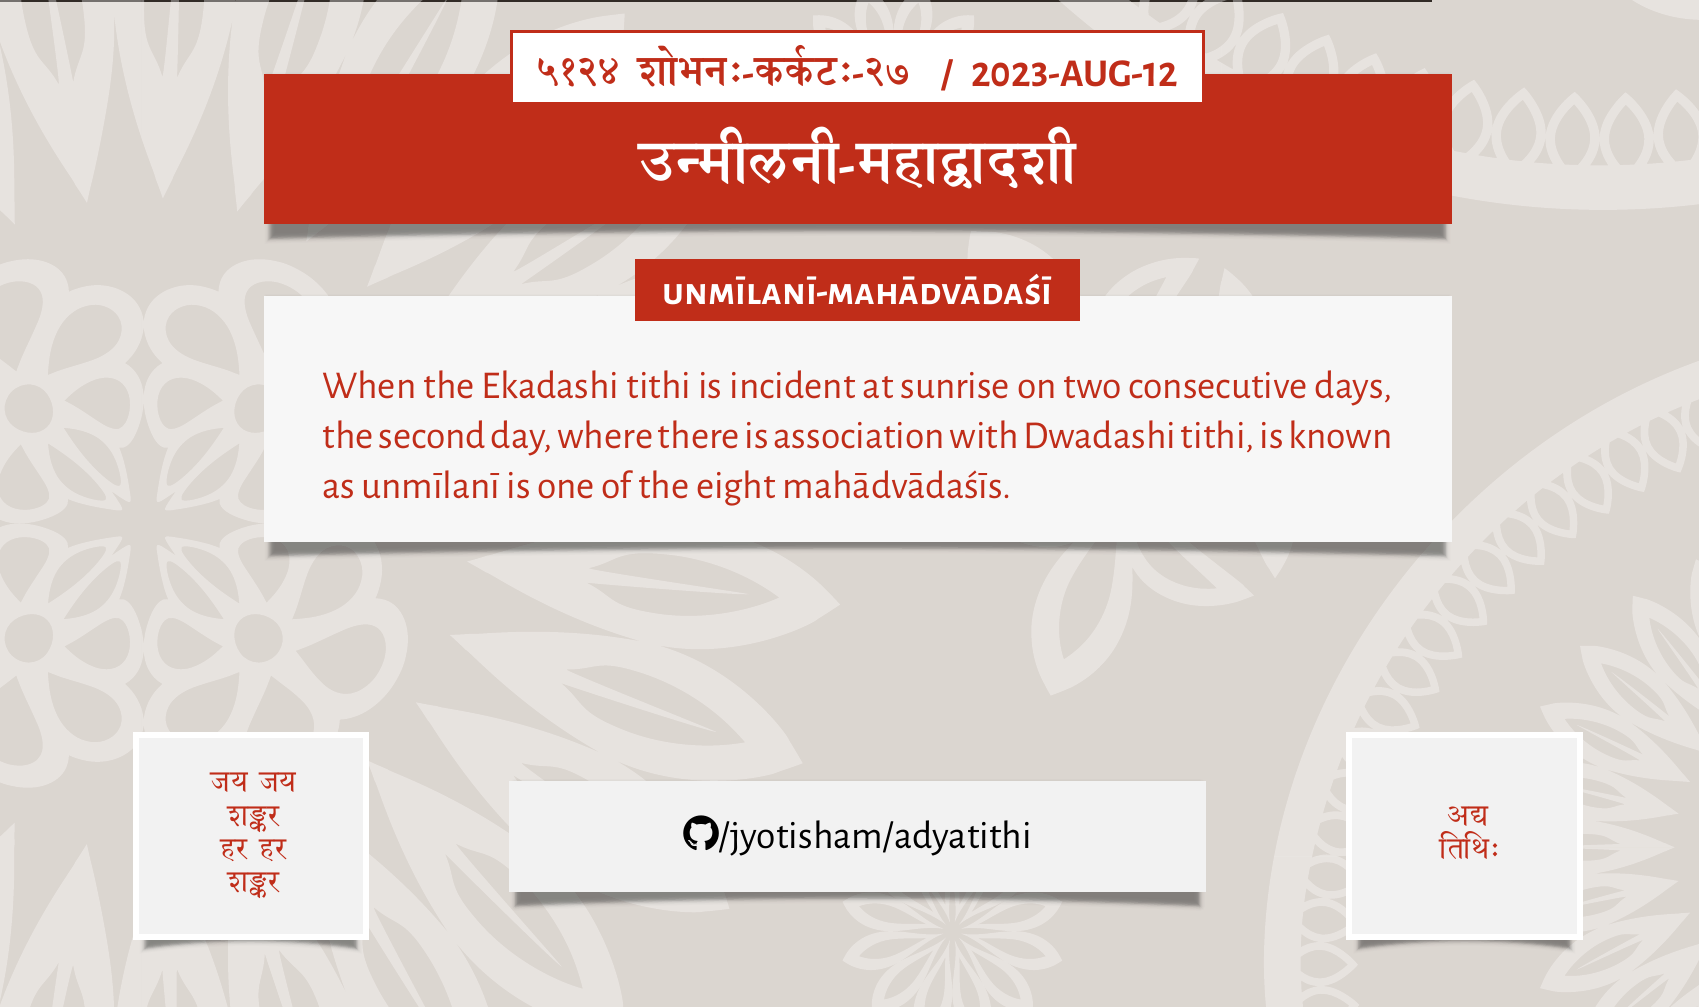 ५१२४ शोभनः-कर्कटः-२७ / 2023-AUG-12
उन्मीलनी-महाद्वादशी
UNMĪLANĪ-MAHĀDVĀDAŚĪ
When the Ekadashi tithi is incident at sunrise on two consecutive days,
the second day, where there is association with Dwadashi tithi, is known
as unmīlanī is one of the eight mahādvādaśīs.
जय जय
शङ्कर
हर हर
शङ्कर
/jyotisham/adyatithi
अद्य
तिथिः